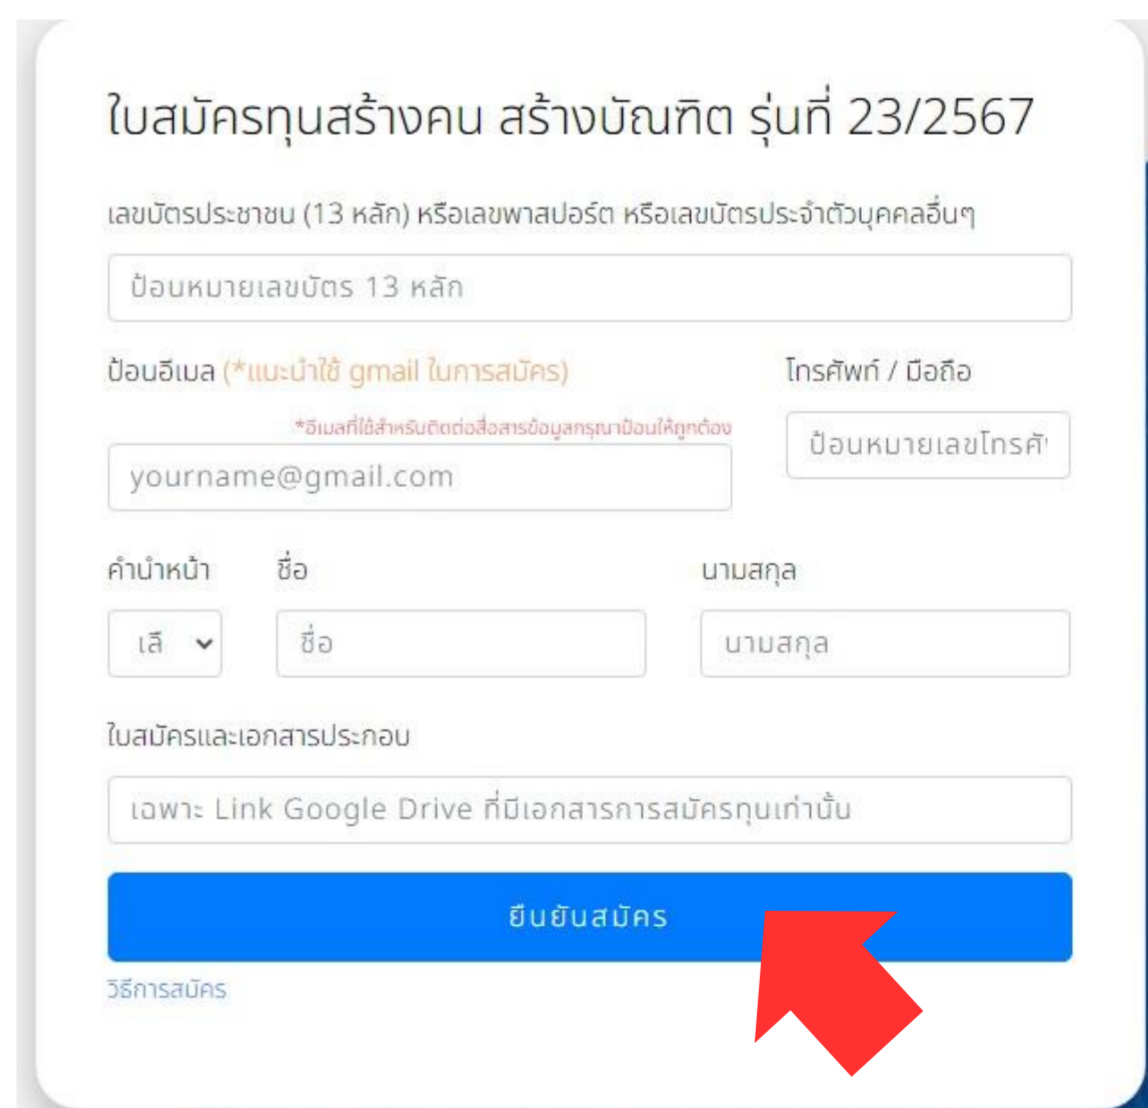 ใบสมัครทุนสร้างคน สร้างบัณฑิต รุ่นที่ 23/2567
เลขบัตรประชาชน (13 หลัก) หรือเลขพาสปอร์ต หรือเลขบัตรประจำตัวบุคคลอื่นๆ
ป้อนหมายเลขบัตร 13 หลัก
ป้อนอีเมล (*แนะนำใช้ gmail ในการสมัคร)
*อีเมลที่ใช้สำหรับติดต่อสื่อสารข้อมูลกรุณาป้อนให้ถูกต้อง
yourname@gmail.com
โทรศัพท์ / มือถือ
ป้อนหมายเลขโทรศั
คำนำหน้า
เลื
ชื่อ
ชื่อ
นามสกุล
นามสกุล
ใบสมัครและเอกสารประกอบ
เฉพาะ Link Google Drive ที่มีเอกสารการสมัครทุนเท่านั้น
ยืนยันสมัคร
วิธีการสมัคร